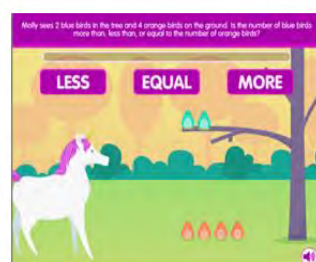 Molly sees 2 blue birds in the tree and 4 orange birds on the ground. Is the number of blue birds
more than, less than, or equal to the number of orange birds?
LESS EQUAL MORE